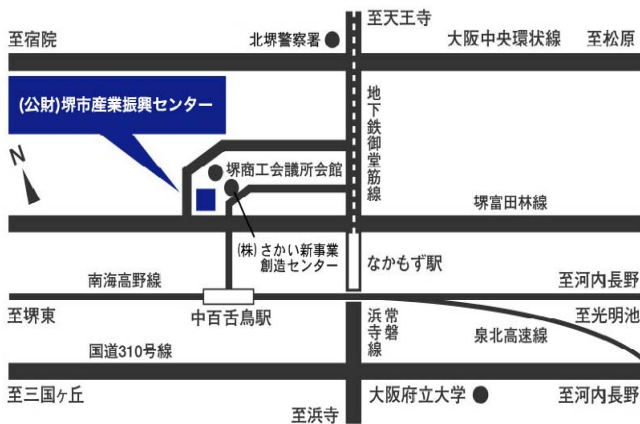 至天王寺
至宿院
北堺警察署
大阪中央環状線
至松原
(公財)堺市産業振興センター
地下鉄御堂筋線
N
堺商工会議所会館
堺富田林線
(株)さかい新事業
創造センター
なかもず駅
南海高野線
至河内長野
至堺東
中百舌鳥駅
常磐
浜寺線
至光明池
泉北高速線
国道310号線
至三国ヶ丘
大阪府立大学
至河内長野
至浜寺